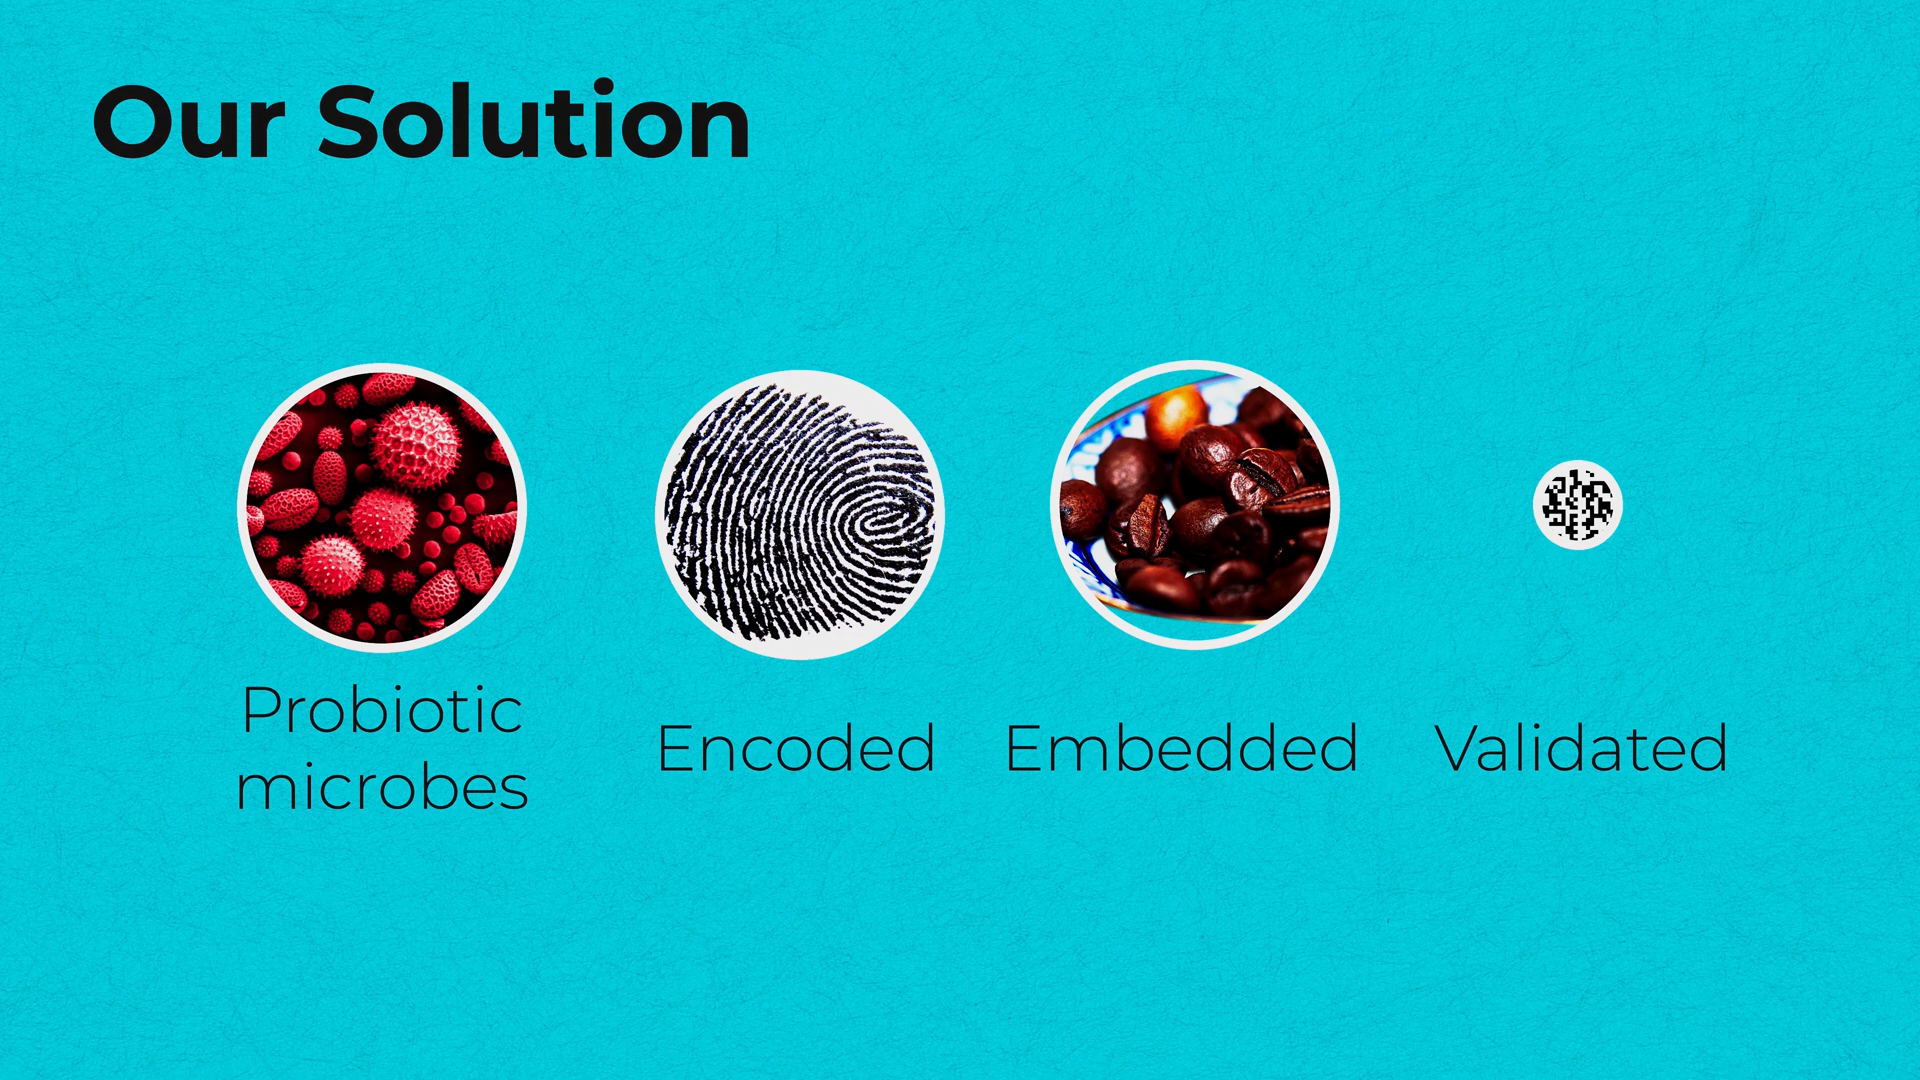 Our Solution
Probiotic
microbes
Encoded
Embedded
Validated